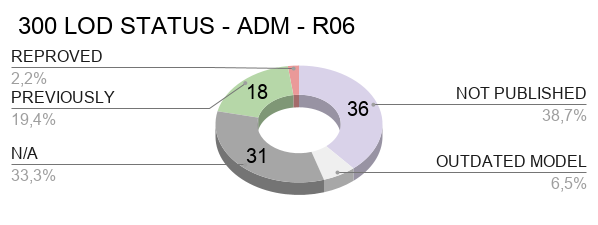 300 LOD STATUS - ADM - R06
REPROVED
2,2%
PREVIOUSLY
19,4%
N/A
33,3%
18
36
31
NOT PUBLISHED
38,7%
OUTDATED MODEL
6,5%